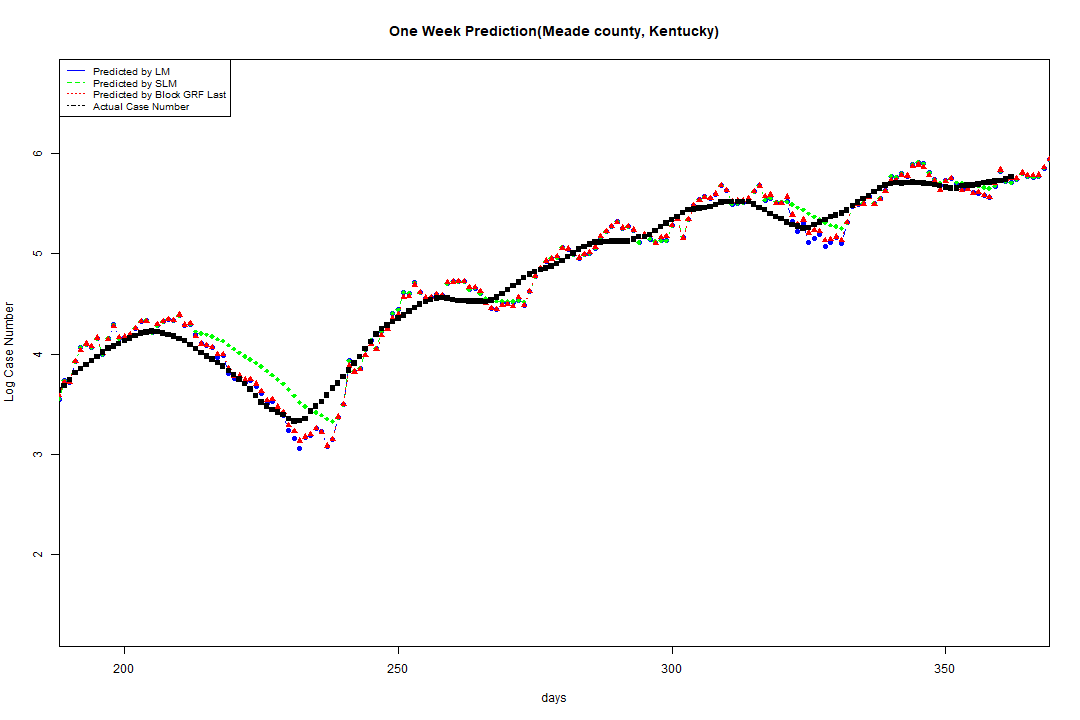 One Week Prediction(Meade county, Kentucky)
Predicted by LM
Predicted by SLM
Predicted by Block GRF Last
Actual Case Number
6
5
4
3
2
Log Case Number
200 250 300 350
days